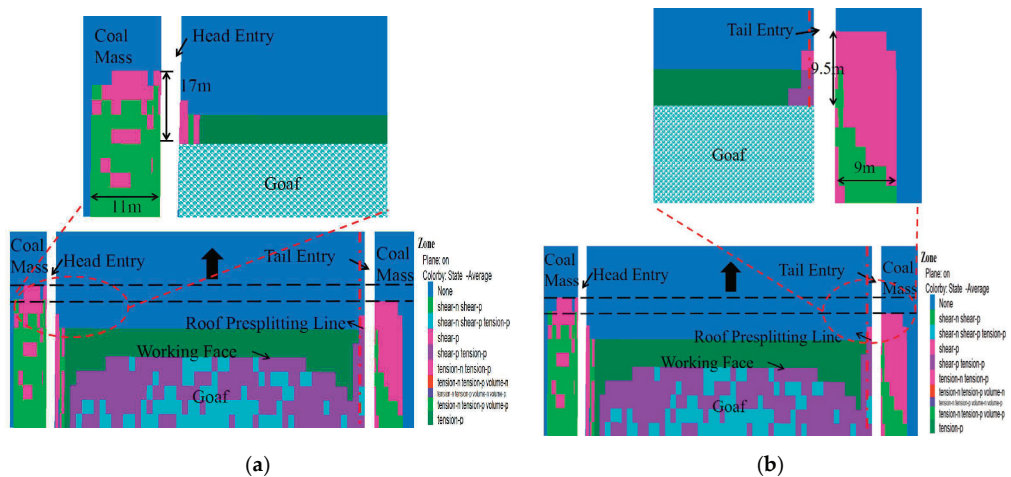 Coal
Mass
Head Entry
17m
Goaf
11m
Tail Entry
9.5m
Goaf
9m
Coal
Mass
Head Entry
Tail Entry
Coal
Mass
Roof Presplitting Line
Working Face
Goaf
Zone
Plane: on
Colorby: State -Average
None
shear-n shear-p
shear-n shear-p tension-p
shear-p
shear-p tension-p
tension-n tension-p
tension-n tension-p volume-n
tension-n tension-p volume-n volume-p
tension-n tension-p volume-p
tension-p
Coal
Mass
Head Entry
Tail Entry
Coal
Mass
Roof Presplitting Line
Working Face
Goaf
Zone
Plane: on
Colorby: State -Average
None
shear-n shear-p
shear-n shear-p tension-p
shear-p
shear-p tension-p
tension-n tension-p
tension-n tension-p volume-n
tension-n tension-p volume-n volume-p
tension-n tension-p volume-p
tension-p
(a)
(b)